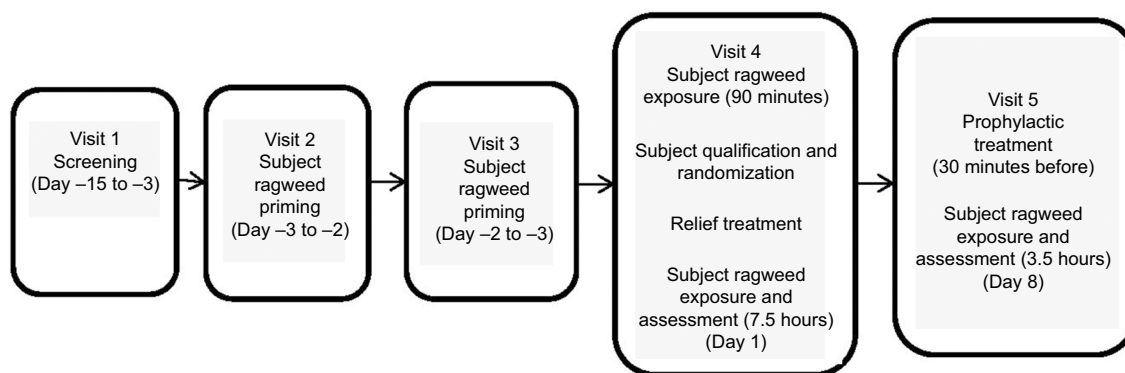 Visit 1
Screening
(Day –15 to –3)
Visit 2
Subject
ragweed
priming
(Day –3 to –2)
Visit 3
Subject
ragweed
priming
(Day –2 to –3)
Visit 4
Subject ragweed
exposure (90 minutes)
Subject qualification and
randomization
Relief treatment
Subject ragweed
exposure and
assessment (7.5 hours)
(Day 1)
Visit 5
Prophylactic
treatment
(30 minutes before)
Subject ragweed
exposure and
assessment (3.5 hours)
(Day 8)